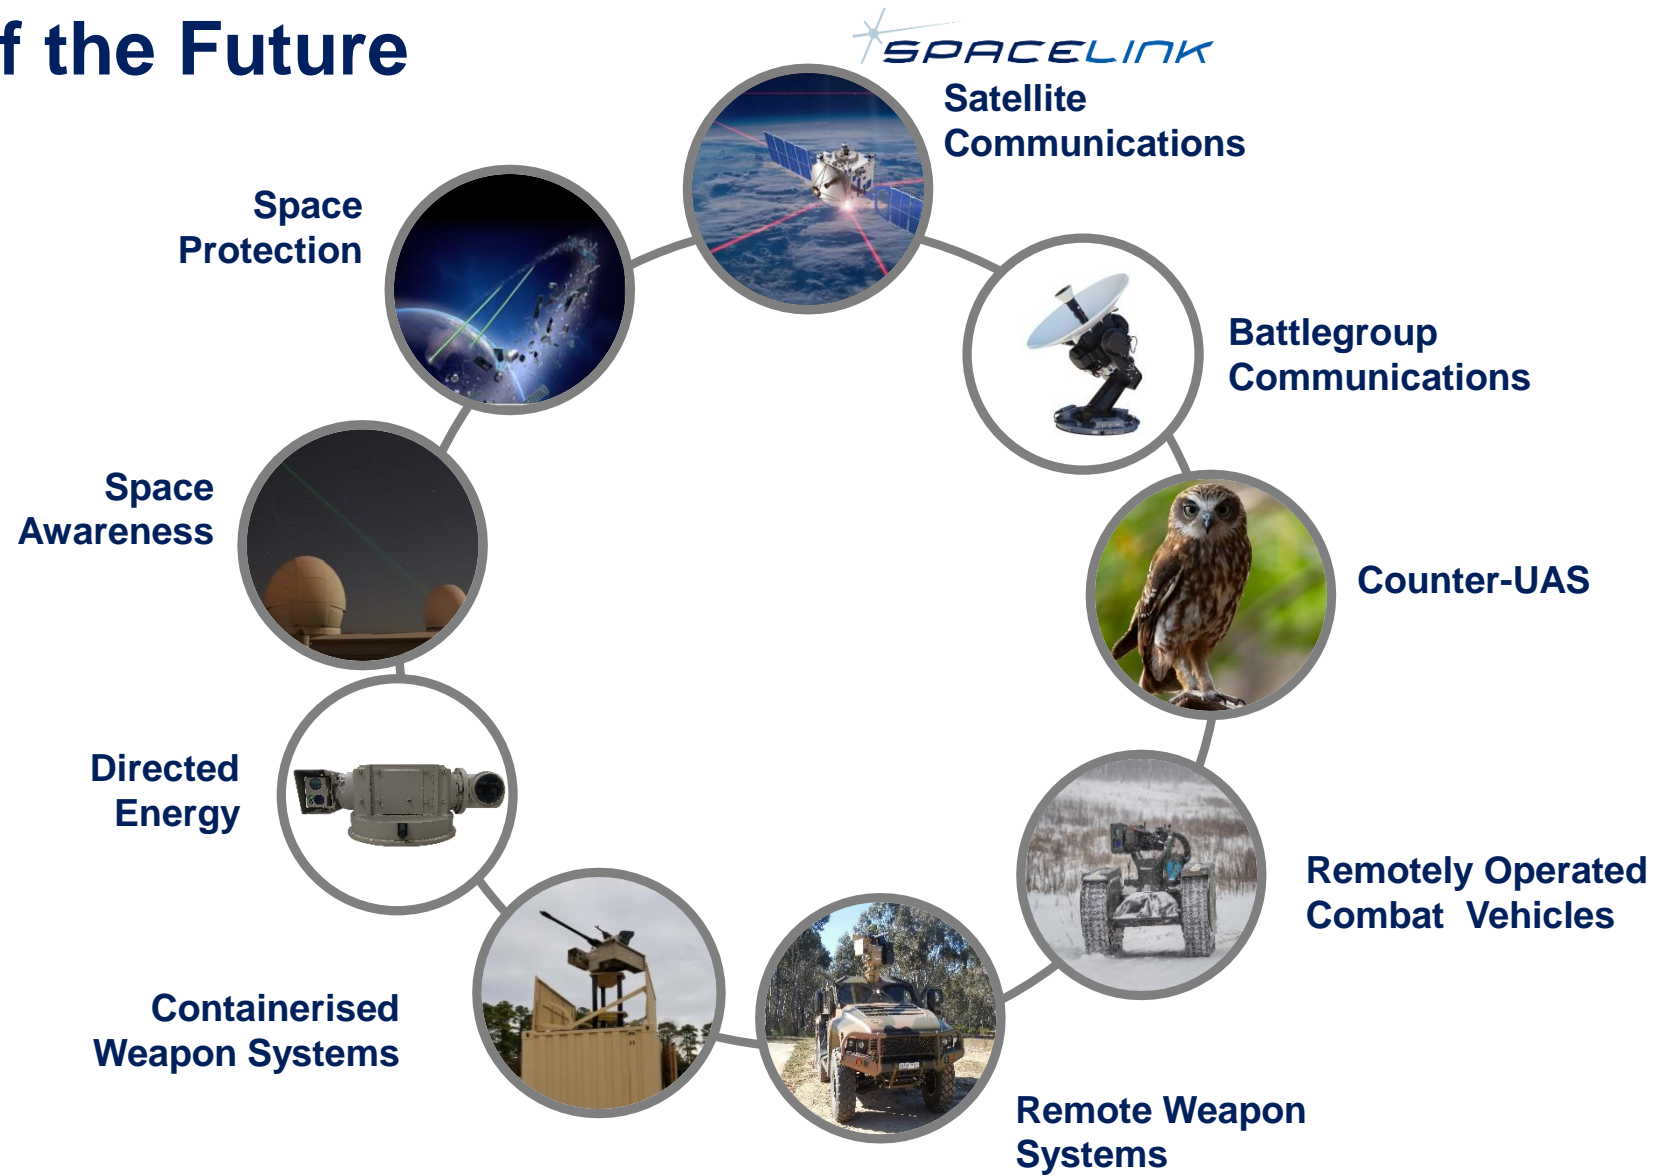 f the Future
SPACELINK
Satellite
Communications
Space
Protection
Battlegroup
Communications
Space
Awareness
Counter-UAS
Directed
Energy
Remotely Operated
Combat Vehicles
Containerised
Weapon Systems
Remote Weapon
Systems